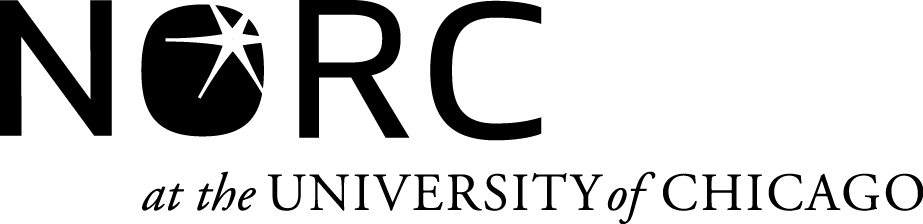 NORC
at the UNIVERSITY of CHICAGO